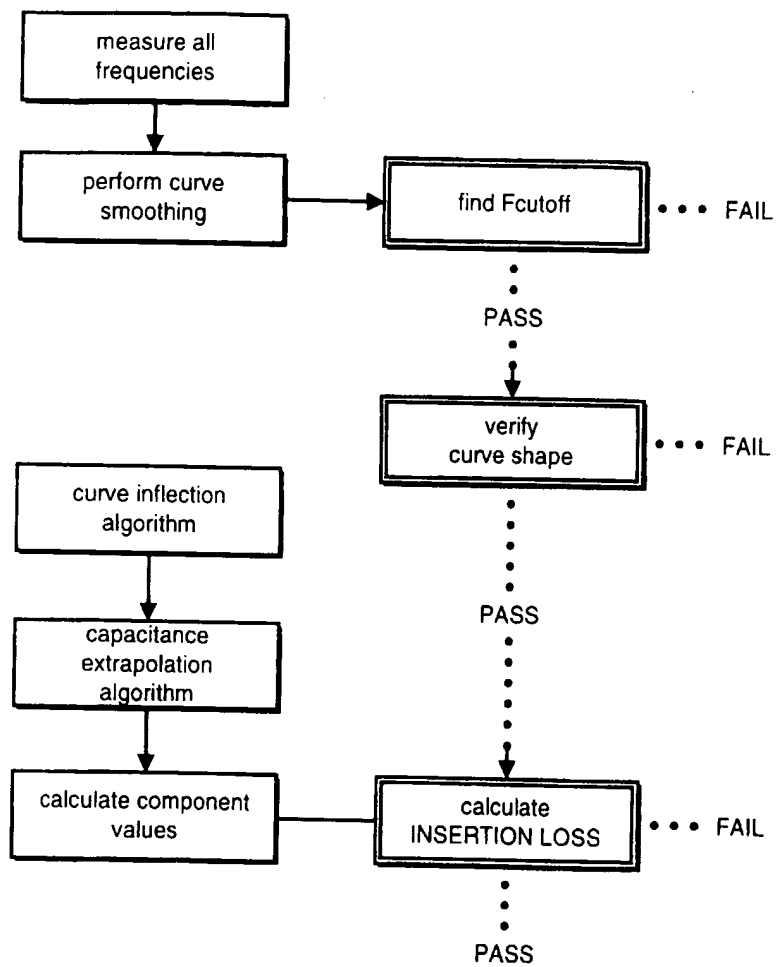 measure all
frequencies
perform curve
smoothing
find Fcutoff
FAIL
PASS
verify
curve shape
FAIL
curve inflection
algorithm
PASS
capacitance
extrapolation
algorithm
calculate component
values
calculate
INSERTION LOSS
FAIL
PASS